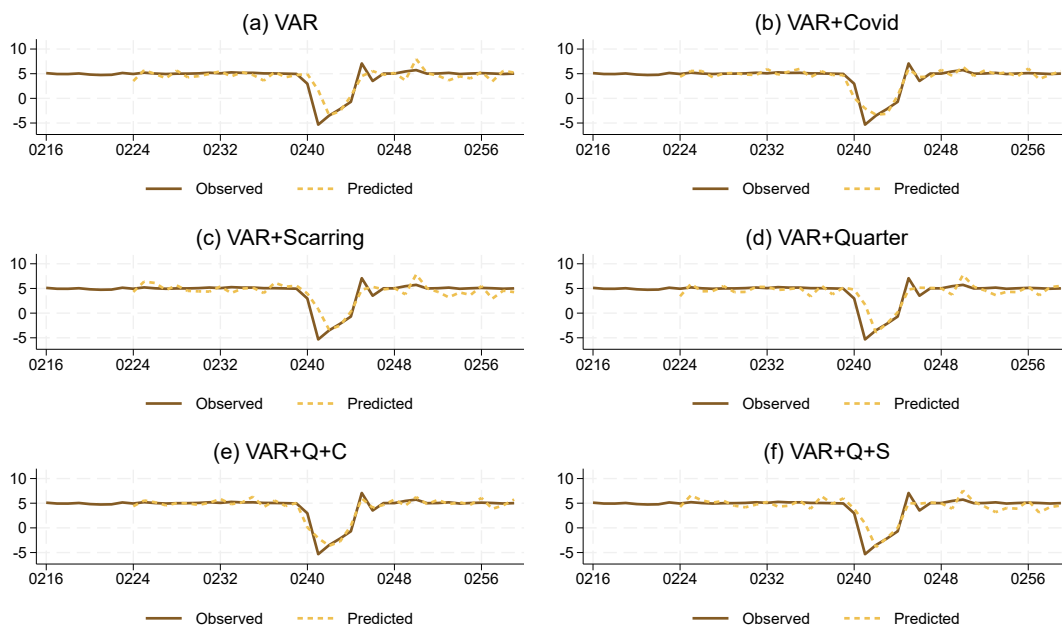 (a) VAR
10
5
0
-5
0216 0224 0232 0240 0248 0256
Observed Predicted
(b) VAR+Covid
10
5
0
-5
0216 0224 0232 0240 0248 0256
Observed Predicted
(c) VAR+Scarring
10
5
0
-5
0216 0224 0232 0240 0248 0256
Observed Predicted
(d) VAR+Quarter
10
5
0
-5
0216 0224 0232 0240 0248 0256
Observed Predicted
(e) VAR+Q+C
10
5
0
-5
0216 0224 0232 0240 0248 0256
Observed Predicted
(f) VAR+Q+S
10
5
0
-5
0216 0224 0232 0240 0248 0256
Observed Predicted